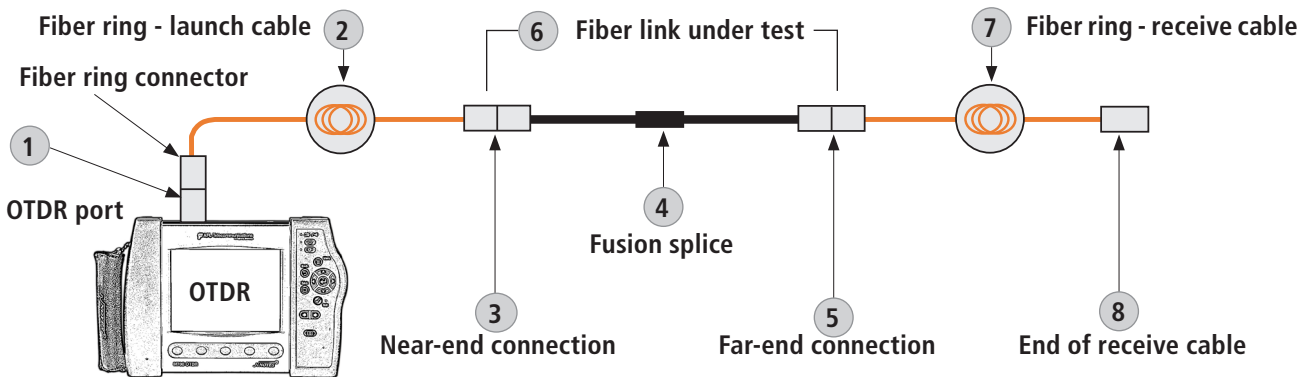 Fiber ring - launch cable
2
6
Fiber link under test
7
Fiber ring - receive cable
Fiber ring connector
1
OTDR port
4
Fusion splice
OTDR
3
Near-end connection
5
Far-end connection
8
End of receive cable